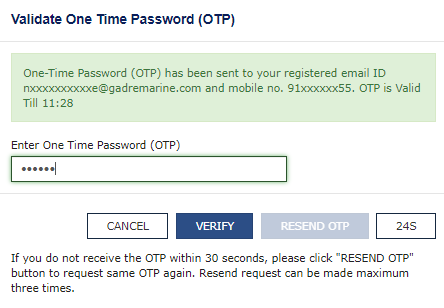 Validate One Time Password (OTP)
One-Time Password (OTP) has been sent to your registered email ID
nxxxxxxxxxxe@gadremarine.com and mobile no. 91xxxxxx55. OTP is Valid
Till 11:28
Enter One Time Password (OTP)
••••••
CANCEL VERIFY RESEND OTP 24S
If you do not receive the OTP within 30 seconds, please click "RESEND OTP"
button to request same OTP again. Resend request can be made maximum
three times.